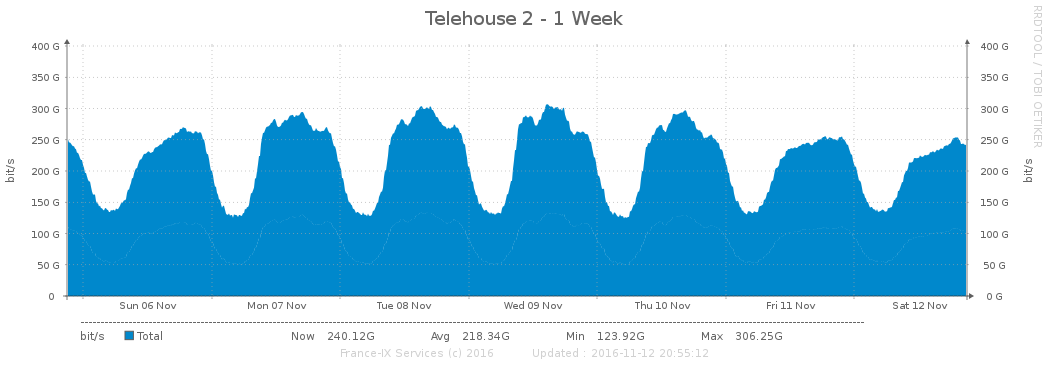 Telehouse 2 - 1 Week
RRDTOOL / TOBI OETIKER
400 G 400 G
350 G 350 G
300 G 300 G
250 G 250 G
200 G 200 G
150 G 150 G
100 G 100 G
50 G 50 G
0 0 G
bit/s
bit/s
Sun 06 Nov Mon 07 Nov Tue 08 Nov Wed 09 Nov Thu 10 Nov Fri 11 Nov Sat 12 Nov
bit/s Total Now 240.12G Avg 218.34G Min 123.92G Max 306.25G
France-IX Services (c) 2016 Updated : 2016-11-12 20:55:12